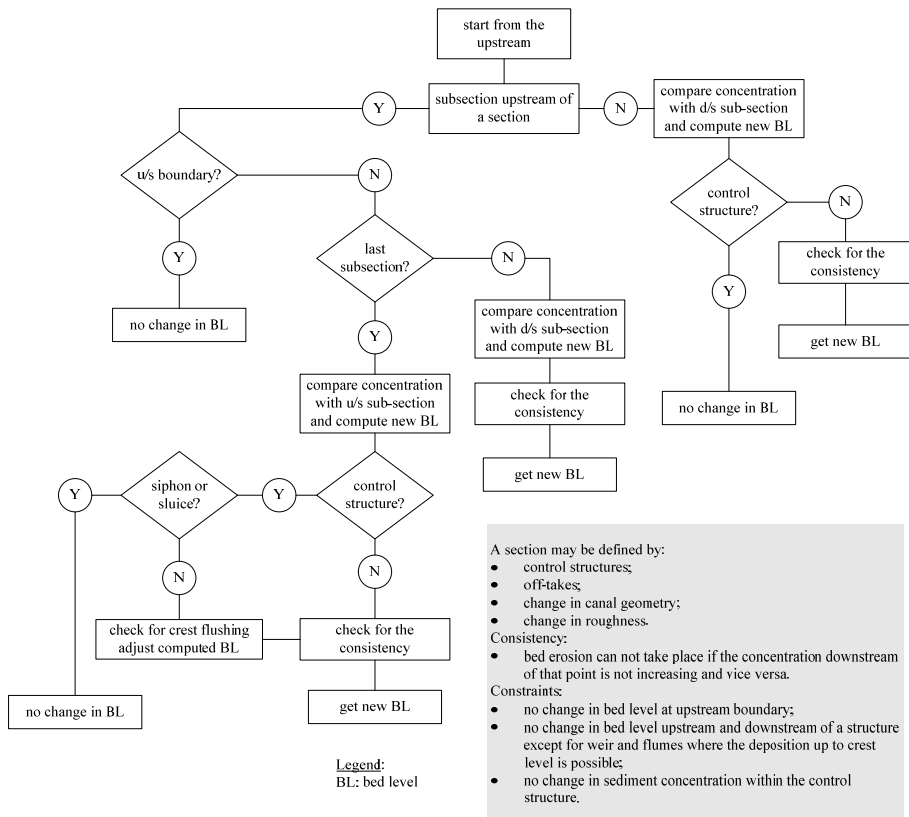 start from the
upstream
subsection upstream of
a section
Y
N
compare concentration
with d/s sub-section
and compute new BL
u/s boundary?
N
control
structure?
N
last
subsection?
N
Y
check for the
consistency
Y
no change in BL
compare concentration
with d/s sub-section
and compute new BL
get new BL
Y
compare concentration
with u/s sub-section
and compute new BL
check for the
consistency
no change in BL
get new BL
Y
siphon or
sluice?
Y
control
structure?
N
N
check for crest flushing
adjust computed BL
check for the
consistency
no change in BL
get new BL
Legend:
BL: bed level
A section may be defined by:
• control structures;
• off-takes;
• change in canal geometry;
• change in roughness.
Consistency:
• bed erosion can not take place if the concentration downstream
of that point is not increasing and vice versa.
Constraints:
• no change in bed level at upstream boundary;
• no change in bed level upstream and downstream of a structure
except for weir and flumes where the deposition up to crest
level is possible;
• no change in sediment concentration within the control
structure.